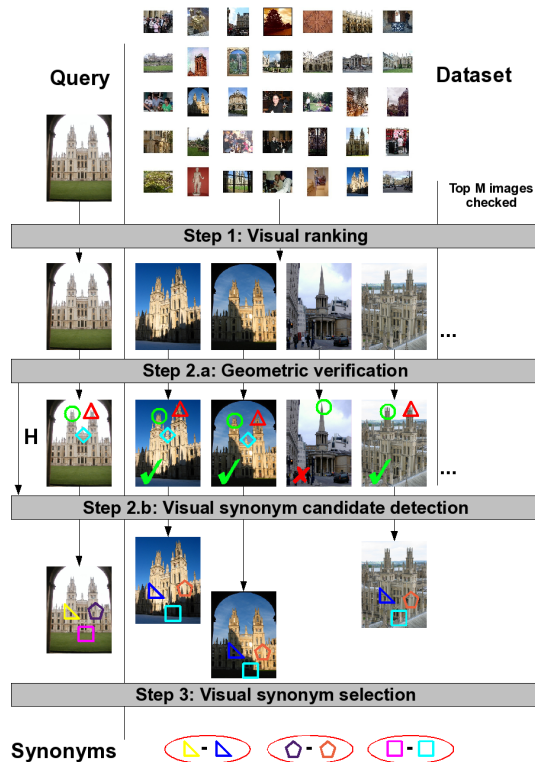 Query
Dataset
Top M images
checked
Step 1: Visual ranking
...
Step 2.a: Geometric verification
H
...
Step 2.b: Visual synonym candidate detection
Step 3: Visual synonym selection
Synonyms
-
-
-